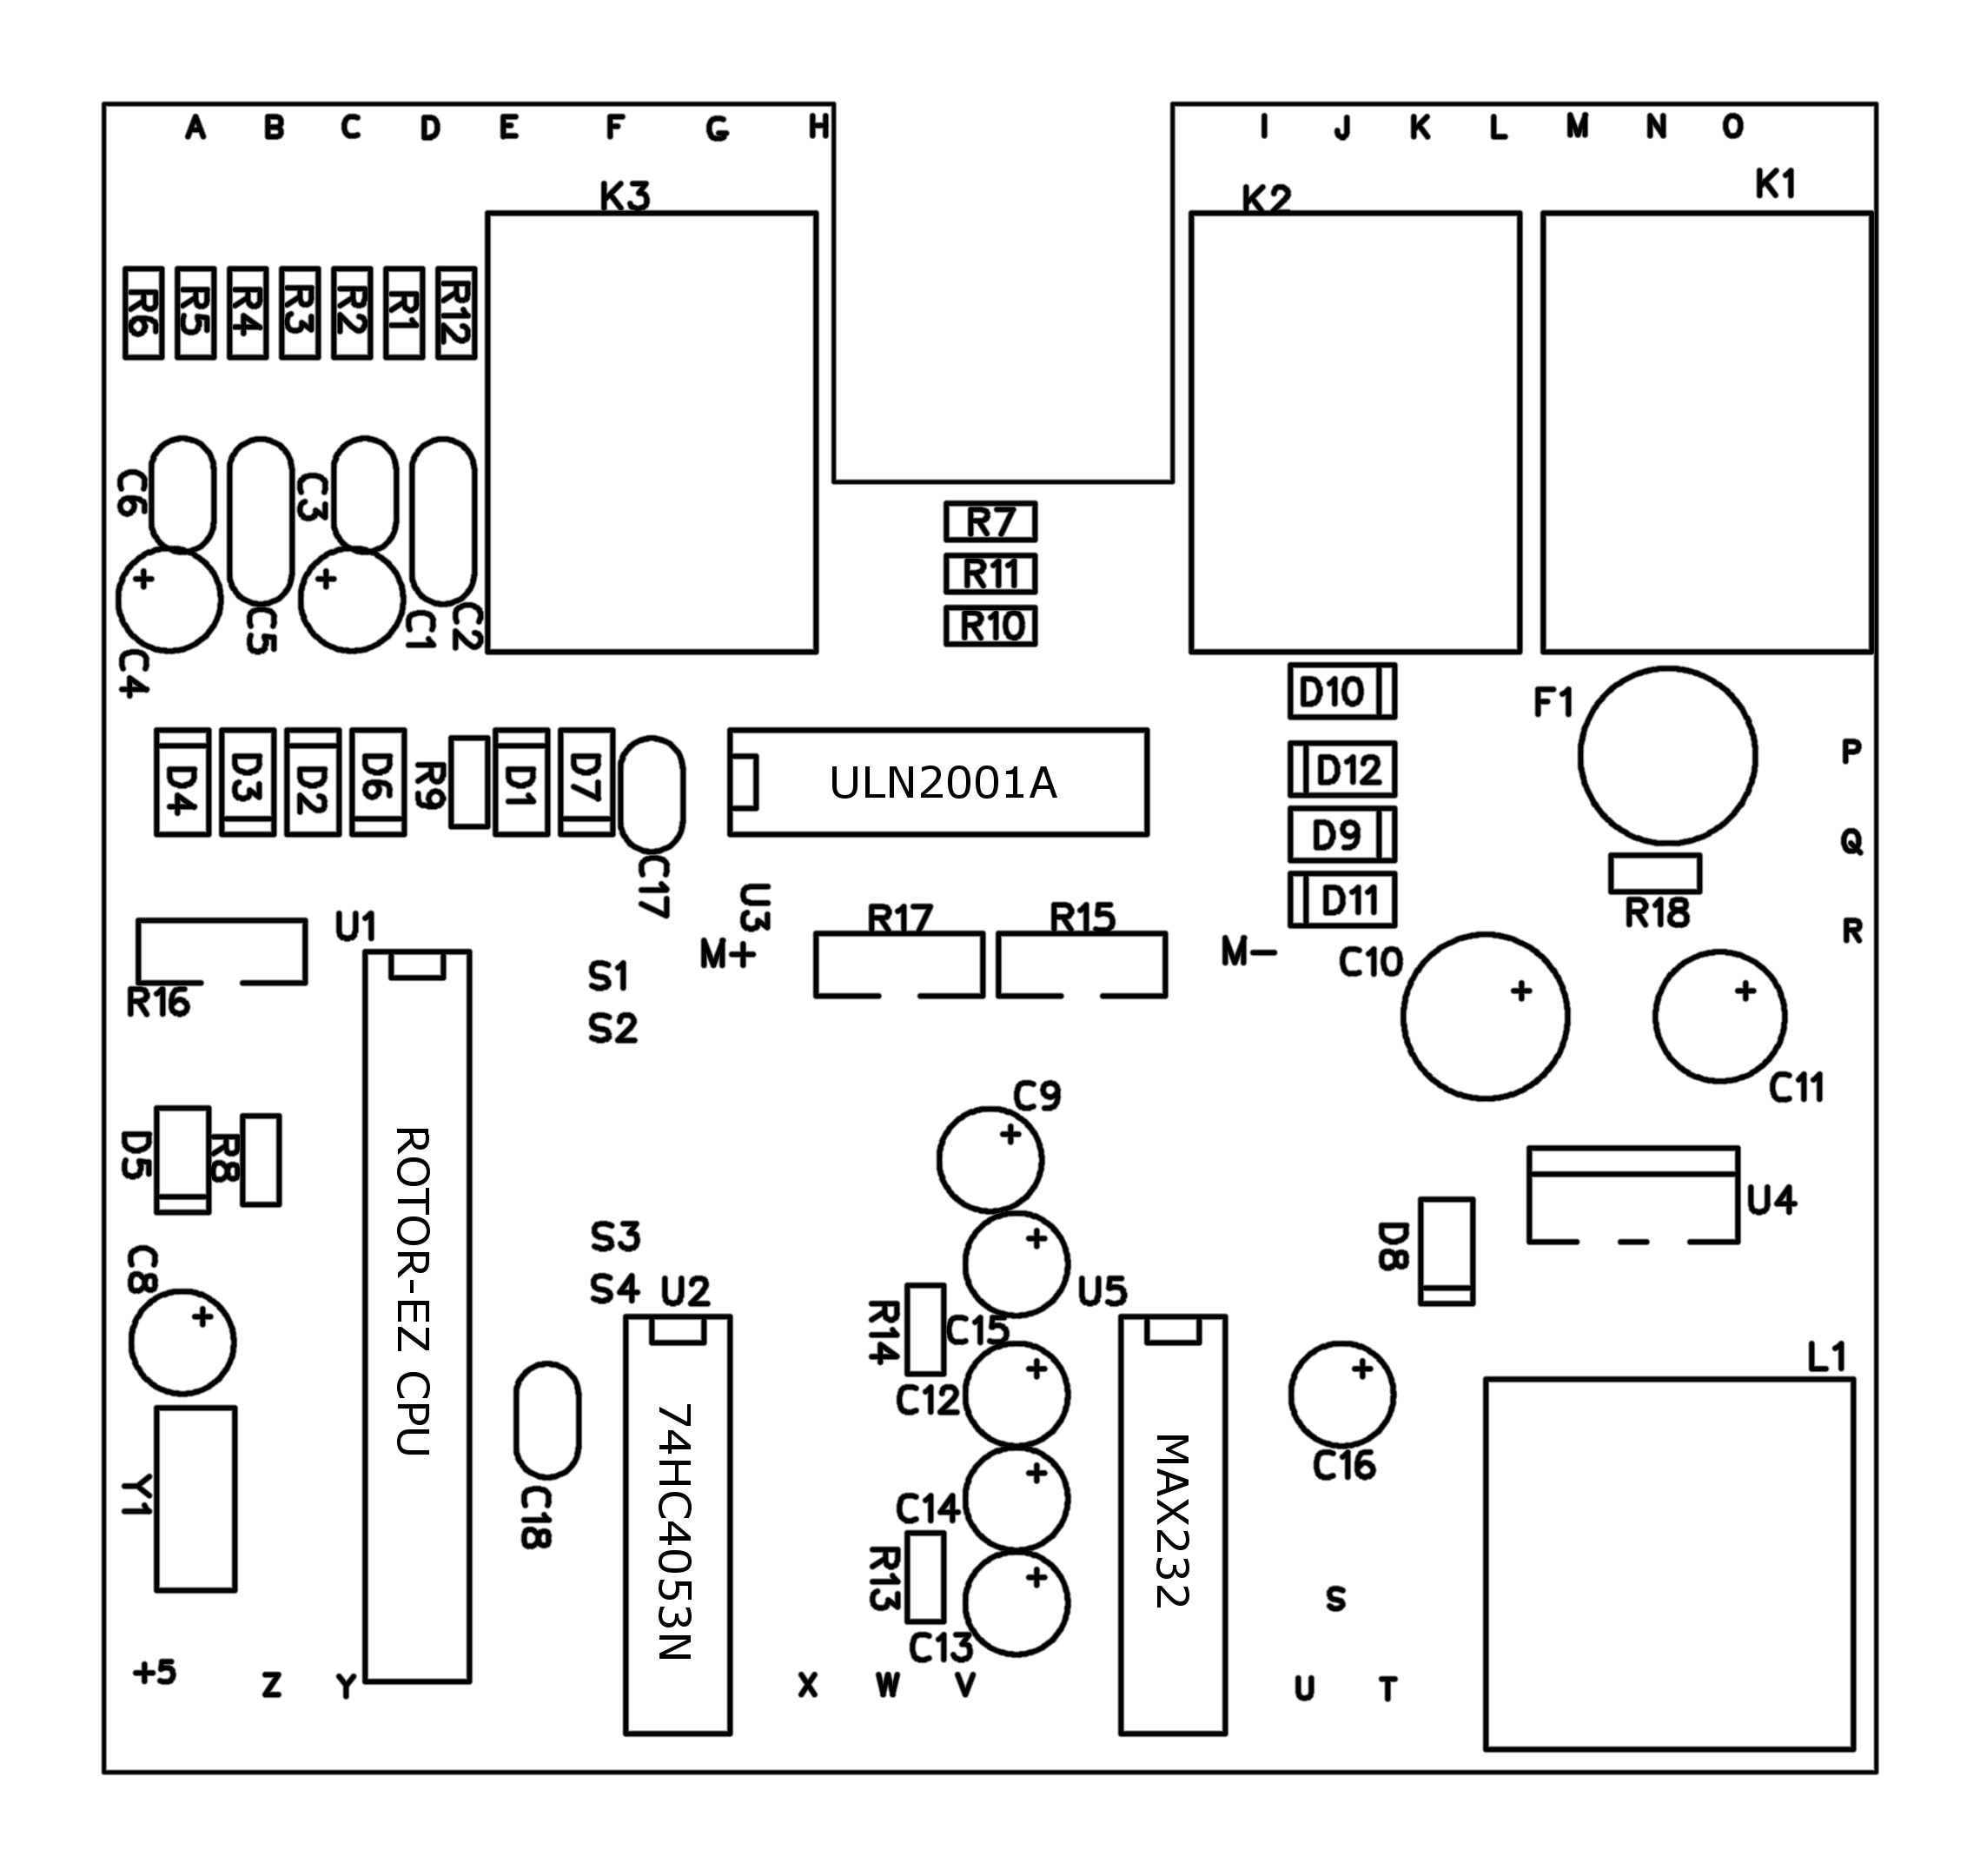 A B C D E F G H I J K L M N O
K3 K2 K1
R6 R5 R4 R3 R2 R1 R12
C6 C3
R7
R11
R10
+ +
C5 C1 C2
C4
D10 F1
D4 D3 D2 D6 R9 D1 D7 ULN2001A D12 P
D9 Q
C17 U3 D11 R18
U1 R17 R15 R
M+ M- C10
S1
R16 + +
S2
C9 C11
+
D5 R8
U4
S3 + D8
C8 S4 U2 U5
+ R14 C15 L1
ROTOR-EZ CPU
C12 + +
C16
Y1 C18 74HC4053N C14 + MAX232
R13 + S
C13
+5 Z Y X W V U T